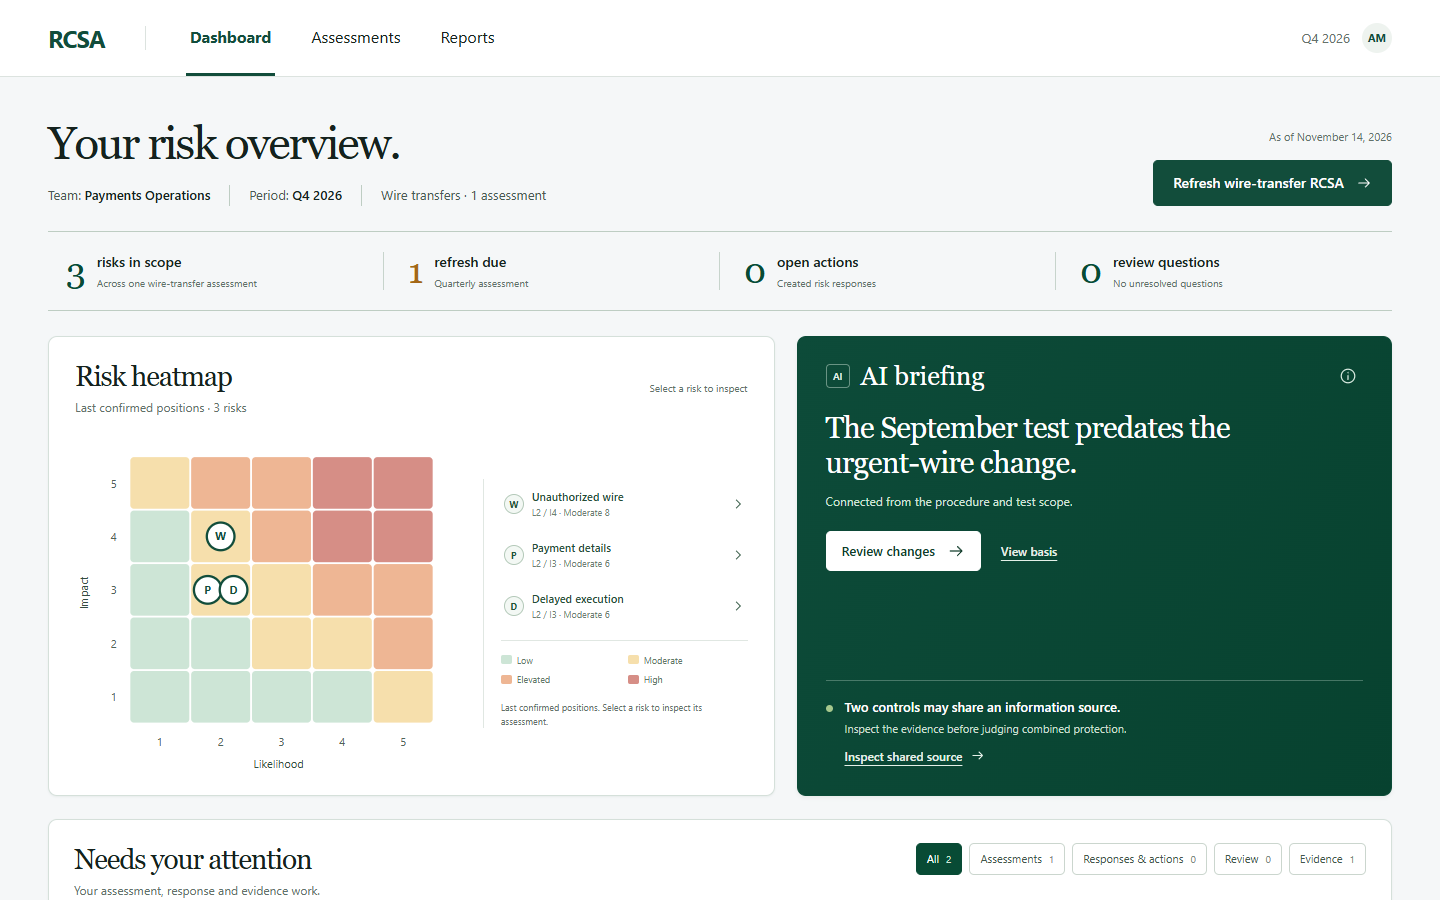 RCSA
Dashboard
Assessments
Reports
Q4 2026
AM
Your risk overview.
As of November 14, 2026
Team: Payments Operations
Period: Q4 2026
Wire transfers · 1 assessment
Refresh wire-transfer RCSA →
3
risks in scope
Across one wire-transfer assessment
1
refresh due
Quarterly assessment
0
open actions
Created risk responses
0
review questions
No unresolved questions
Risk heatmap
Last confirmed positions · 3 risks
Select a risk to inspect
Impact
5
4
3
2
1
W
P
D
1
2
3
4
5
Likelihood
W
Unauthorized wire
L2 / I4 · Moderate 8
P
Payment details
L2 / I3 · Moderate 6
D
Delayed execution
L2 / I3 · Moderate 6
Low
Moderate
Elevated
High
Last confirmed positions. Select a risk to inspect its
assessment.
AI
AI briefing
The September test predates the
urgent-wire change.
Connected from the procedure and test scope.
Review changes →
View basis
Two controls may share an information source.
Inspect the evidence before judging combined protection.
Inspect shared source →
Needs your attention
Your assessment, response and evidence work.
All 2
Assessments 1
Responses & actions 0
Review 0
Evidence 1